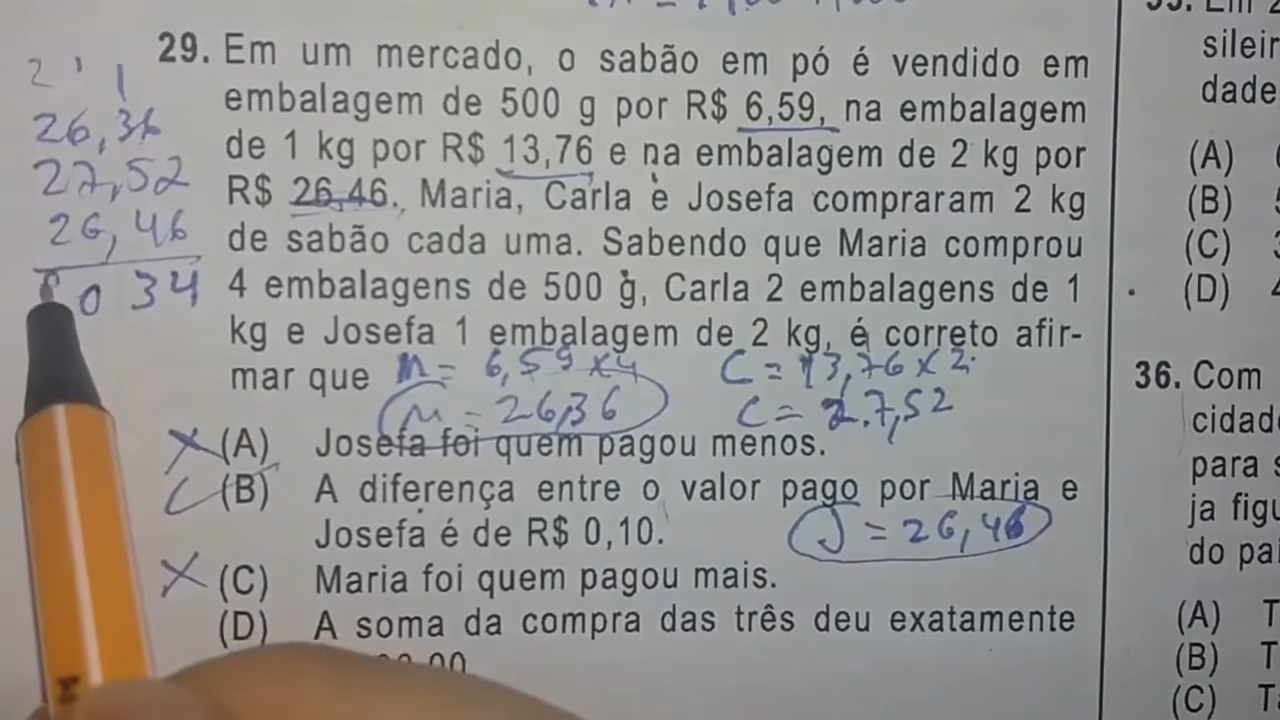 29. Em um mercado, o sabão em pó é vendido em
embalagem de 500 g por R$ 6,59, na embalagem
de 1 kg por R$ 13,76 e na embalagem de 2 kg por
R$ 26,46. Maria, Carla e Josefa compraram 2 kg
de sabão cada uma. Sabendo que Maria comprou
4 embalagens de 500 g, Carla 2 embalagens de 1
kg e Josefa 1 embalagem de 2 kg, é correto afir-
mar que
M = 6,59 x 4
M = 26,36
C = 13,76 x 2
C = 27,52
X (A) Josefa foi quem pagou menos.
C (B) A diferença entre o valor pago por Maria e
Josefa é de R$ 0,10.
J = 26,46
X (C) Maria foi quem pagou mais.
(D) A soma da compra das três deu exatamente
2 1 1
26,36
27,52
26,46
0 34
sileir
dade
(A)
(B)
(C)
(D)
36. Com
cidad
para s
ja figu
do pai
(A) T
(B) T
(C) T